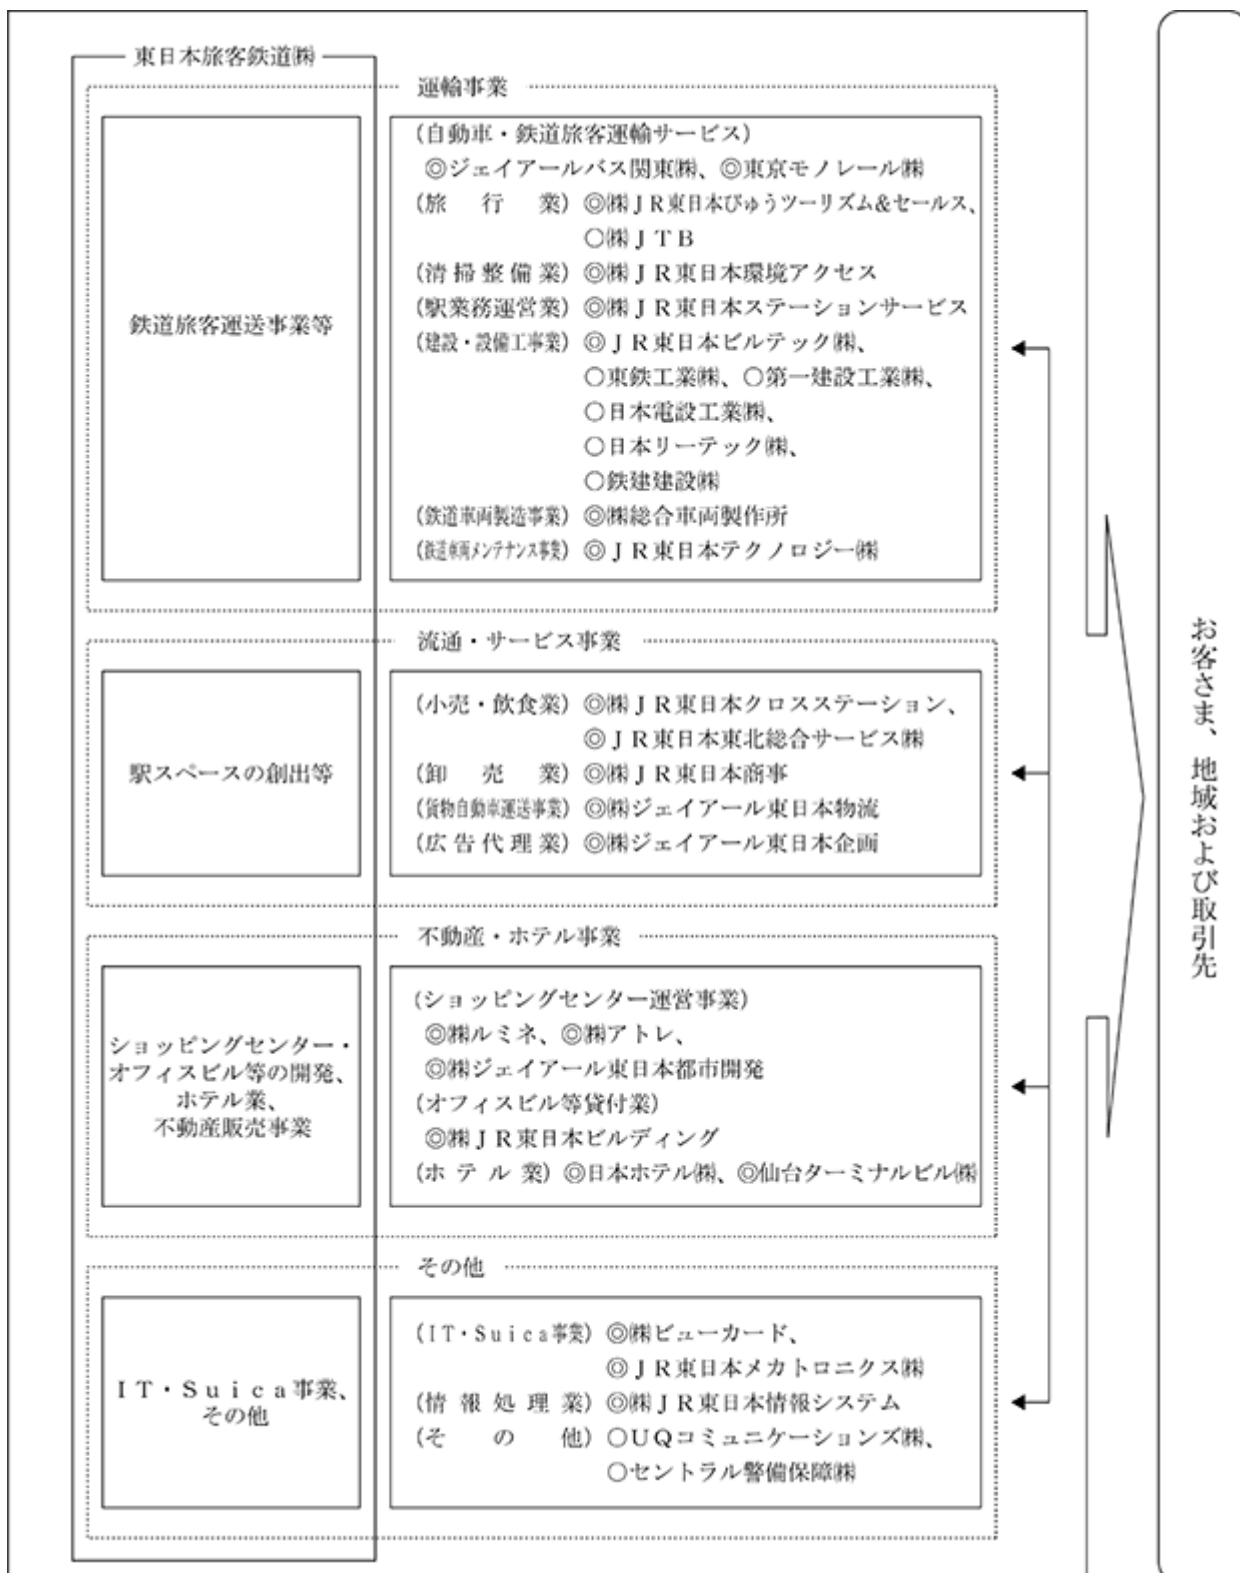 東日本旅客鉄道㈱
運輸事業
鉄道旅客運送事業等
(自動車・鉄道旅客運輸サービス)
◎ジェイアールバス関東㈱、◎東京モノレール㈱
(旅行業)◎㈱ＪＲ東日本びゅうツーリズム&セールス、
○㈱ＪＴＢ
(清掃整備業)◎㈱ＪＲ東日本環境アクセス
(駅業務運営業)◎㈱ＪＲ東日本ステーションサービス
(建設・設備工事業)◎ＪＲ東日本ビルテック㈱、
○東鉄工業㈱、○第一建設工業㈱、
○日本電設工業㈱、
○日本リーテック㈱、
○鉄建建設㈱
(鉄道車両製造事業)◎㈱総合車両製作所
(鉄道車両メンテナンス事業)◎ＪＲ東日本テクノロジー㈱
流通・サービス事業
駅スペースの創出等
(小売・飲食業)◎㈱ＪＲ東日本クロスステーション、
◎ＪＲ東日本東北総合サービス㈱
(卸売業)◎㈱ＪＲ東日本商事
(貨物自動車運送事業)◎㈱ジェイアール東日本物流
(広告代理業)◎㈱ジェイアール東日本企画
不動産・ホテル事業
ショッピングセンター・
オフィスビル等の開発、
ホテル業、
不動産販売事業
(ショッピングセンター運営事業)
◎㈱ルミネ、◎㈱アトレ、
◎㈱ジェイアール東日本都市開発
(オフィスビル等貸付業)
◎㈱ＪＲ東日本ビルディング
(ホテル業)◎日本ホテル㈱、◎仙台ターミナルビル㈱
その他
ＩＴ・Ｓｕｉｃａ事業、
その他
(IT・Suica事業)◎㈱ビューカード、
◎ＪＲ東日本メカトロニクス㈱
(情報処理業)◎㈱ＪＲ東日本情報システム
(その他)○ＵＱコミュニケーションズ㈱、
○セントラル警備保障㈱
お客さま、地域および取引先